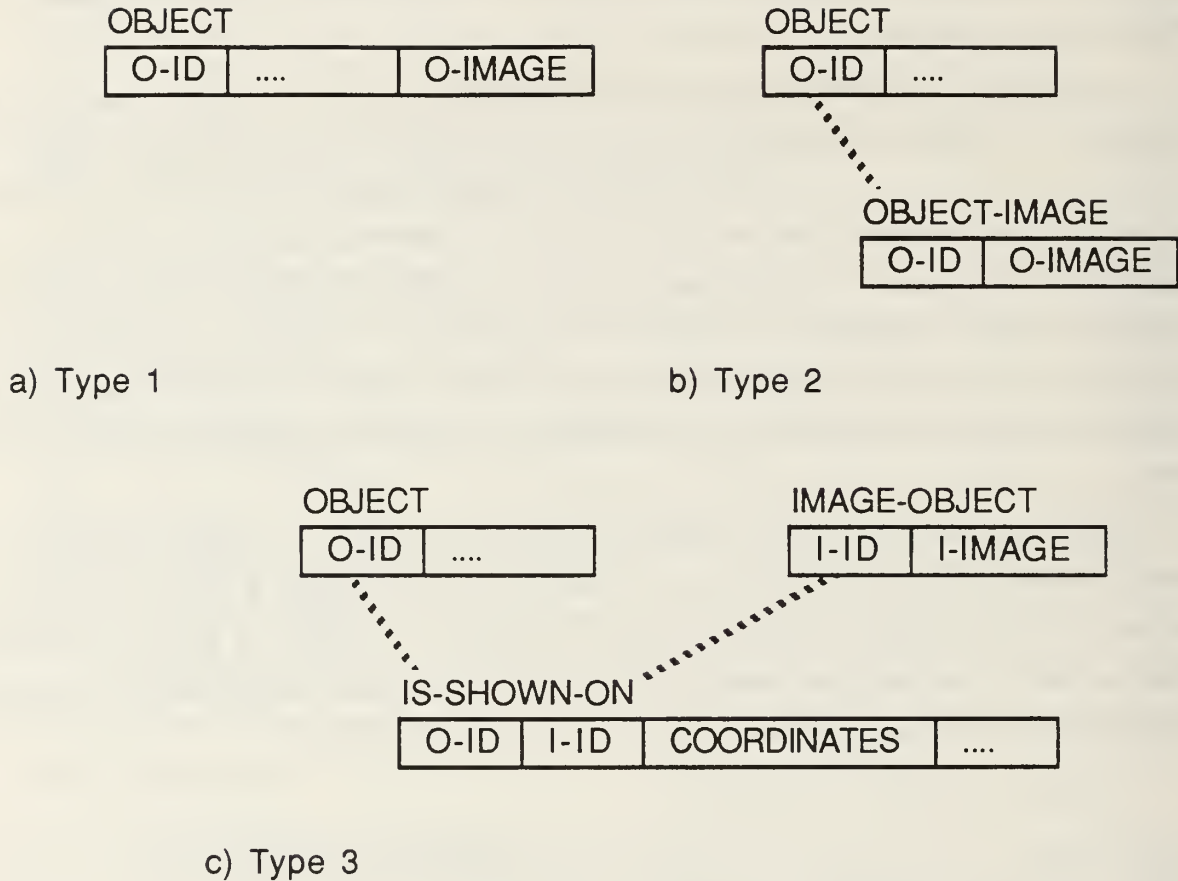 OBJECT
O-ID .... O-IMAGE
OBJECT
O-ID ....
OBJECT-IMAGE
O-ID O-IMAGE
a) Type 1
b) Type 2
OBJECT
O-ID ....
IMAGE-OBJECT
I-ID I-IMAGE
IS-SHOWN-ON
O-ID I-ID COORDINATES ....
c) Type 3